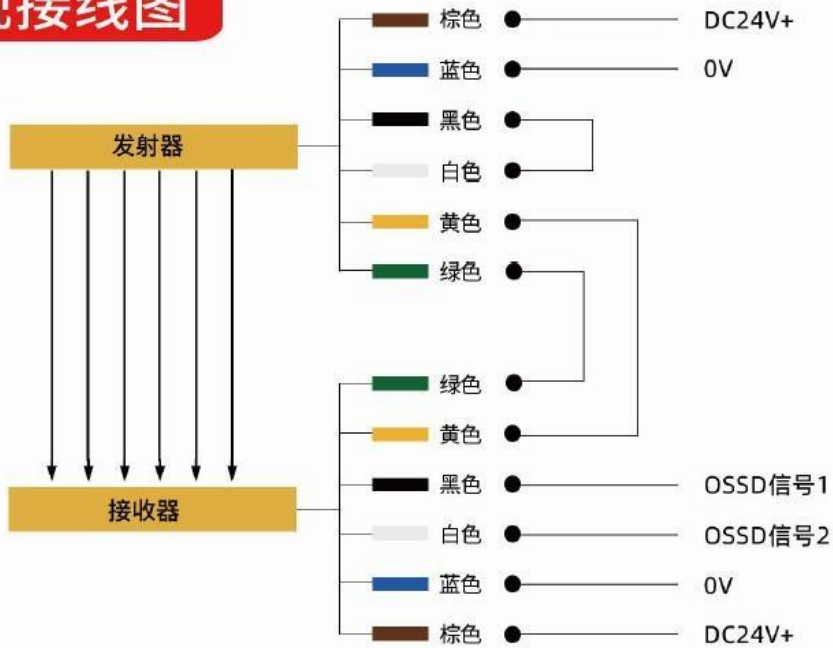 接线图
棕色 DC24V+
蓝色 0V
黑色
发射器
白色
黄色
绿色
绿色
黄色
黑色 OSSD信号1
接收器
白色 OSSD信号2
蓝色 0V
棕色 DC24V+